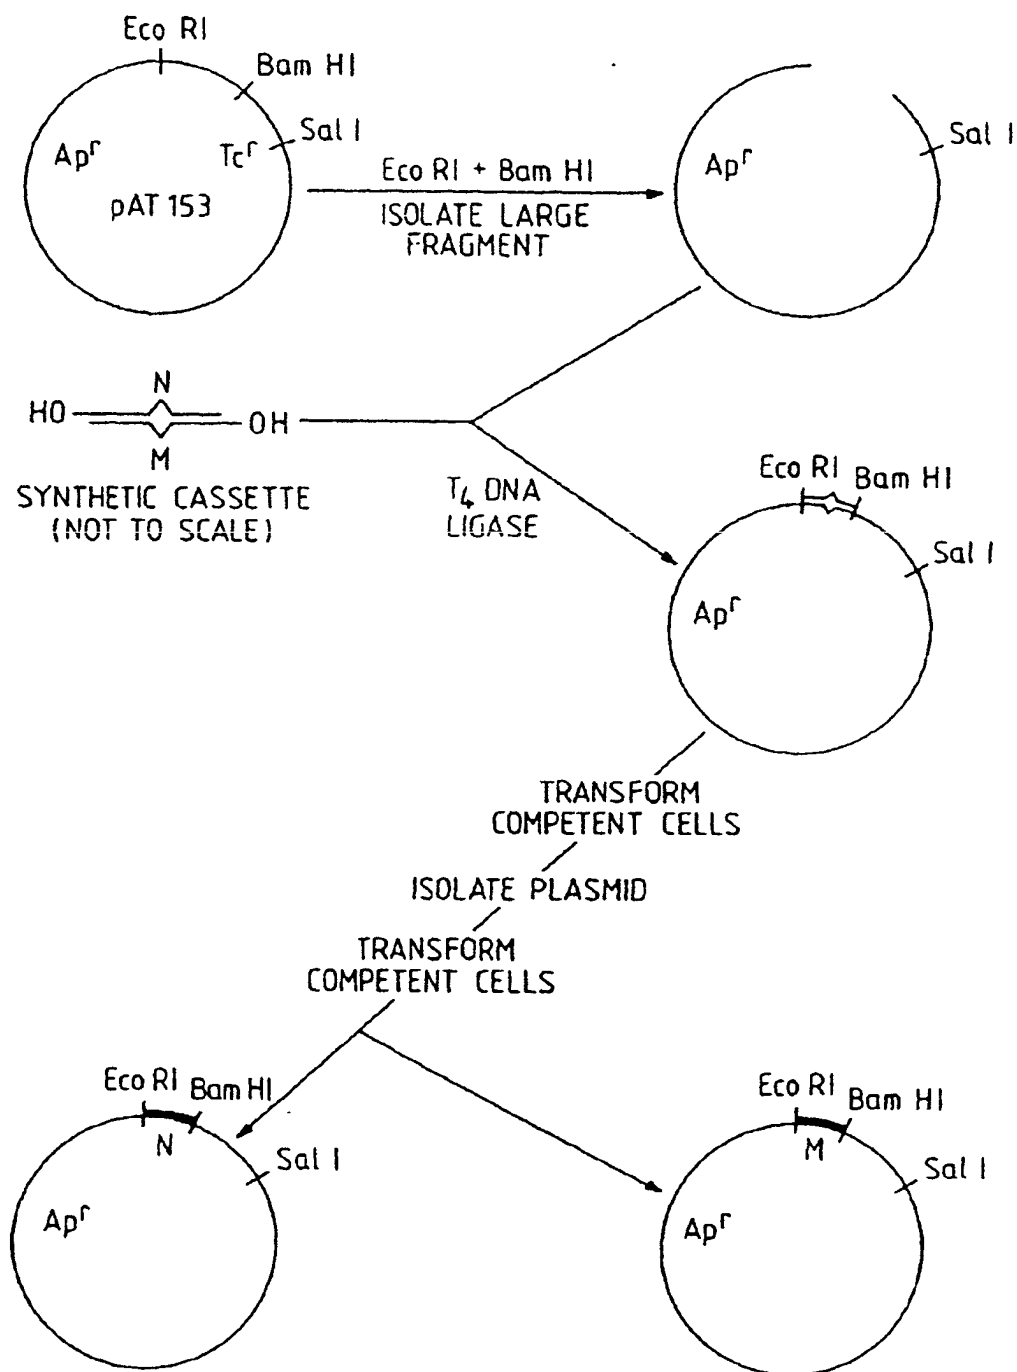 Eco RI
Bam HI
Sal I
Apʳ
Tcʳ
pAT 153
Eco RI + Bam HI
ISOLATE LARGE
FRAGMENT
Apʳ
Sal I
N
HO
OH
M
SYNTHETIC CASSETTE
(NOT TO SCALE)
T₄ DNA
LIGASE
Eco RI
Bam HI
Sal I
Apʳ
TRANSFORM
COMPETENT CELLS
ISOLATE PLASMID
TRANSFORM
COMPETENT CELLS
Eco RI
Bam HI
N
Sal I
Apʳ
Eco RI
Bam HI
M
Sal I
Apʳ